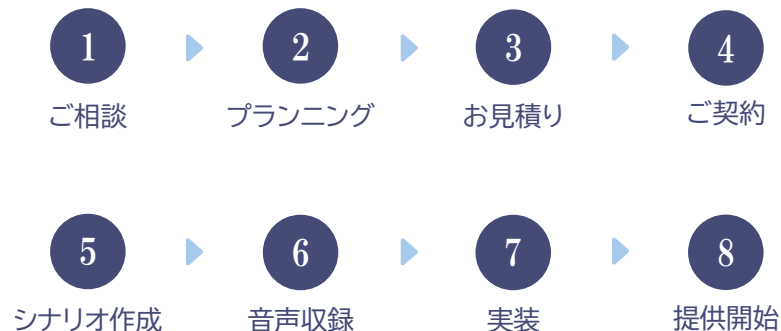 1 2 3 4
ご相談 プランニング お見積り ご契約
5 6 7 8
シナリオ作成 音声収録 実装 提供開始